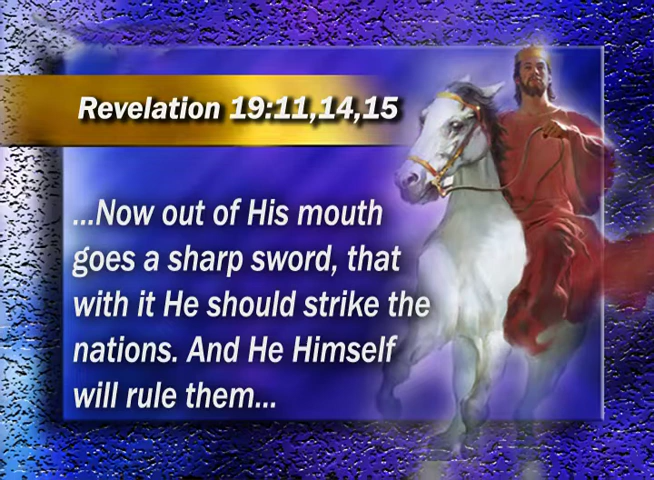 Revelation 19:11,14,15
...Now out of His mouth
goes a sharp sword, that
with it He should strike the
nations. And He Himself
will rule them...